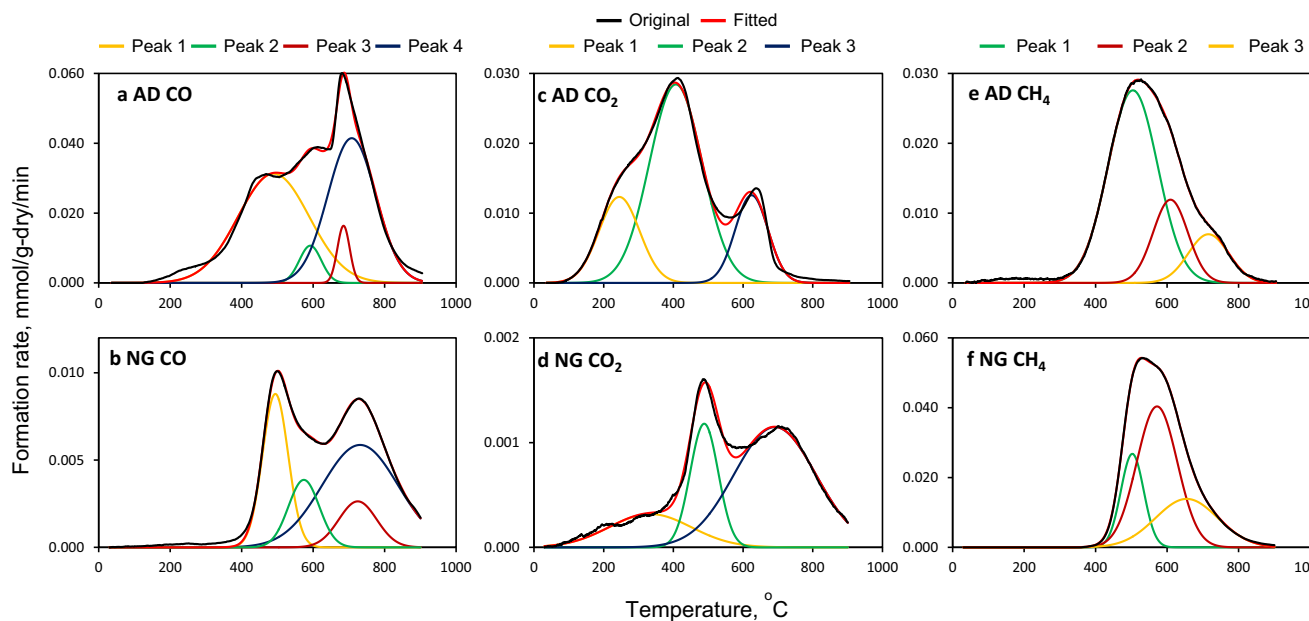 Original Fitted
Peak 1 Peak 2 Peak 3 Peak 4
Peak 1 Peak 2 Peak 3
Peak 1 Peak 2 Peak 3
Formation rate, mmol/g-dry/min
a AD CO
0.060
0.040
0.020
0.000
0 200 400 600 800 1000
c AD CO₂
0.030
0.020
0.010
0.000
0 200 400 600 800 1000
e AD CH₄
0.030
0.020
0.010
0.000
0 200 400 600 800 100
b NG CO
0.010
0.005
0.000
0 200 400 600 800 1000
d NG CO₂
0.002
0.001
0.000
0 200 400 600 800 1000
f NG CH₄
0.060
0.040
0.020
0.000
0 200 400 600 800 100
Temperature, °C